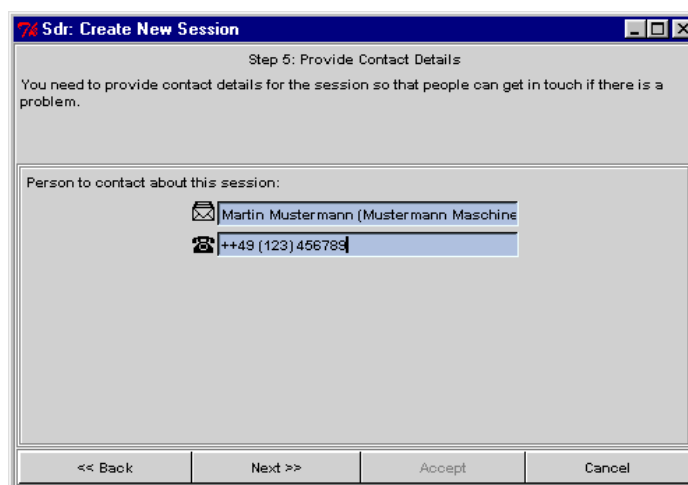 Sdr: Create New Session
Step 5: Provide Contact Details
You need to provide contact details for the session so that people can get in touch if there is a
problem.
Person to contact about this session:
Martin Mustermann (Mustermann Maschine
++49 (123) 456789
<< Back Next >> Accept Cancel